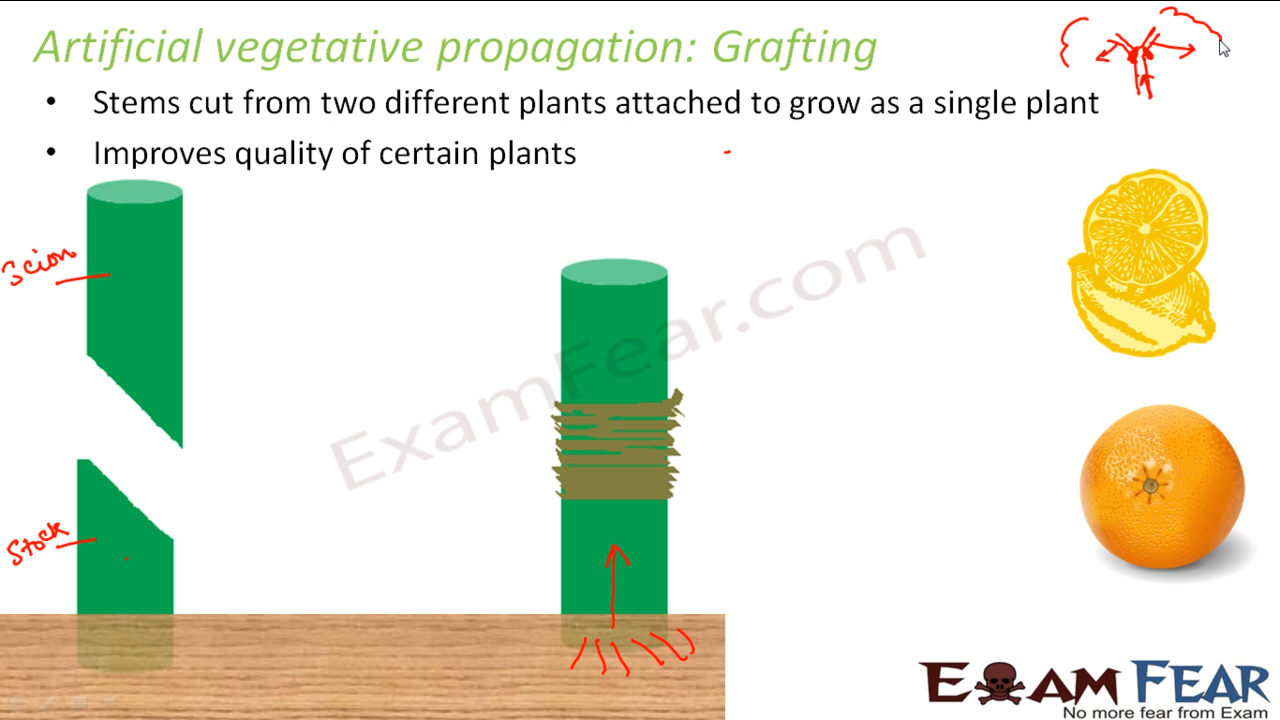 Artificial vegetative propagation: Grafting
• Stems cut from two different plants attached to grow as a single plant
• Improves quality of certain plants
Scion
Stock
ExamFear.com
EXAM FEAR
No more fear from Exam